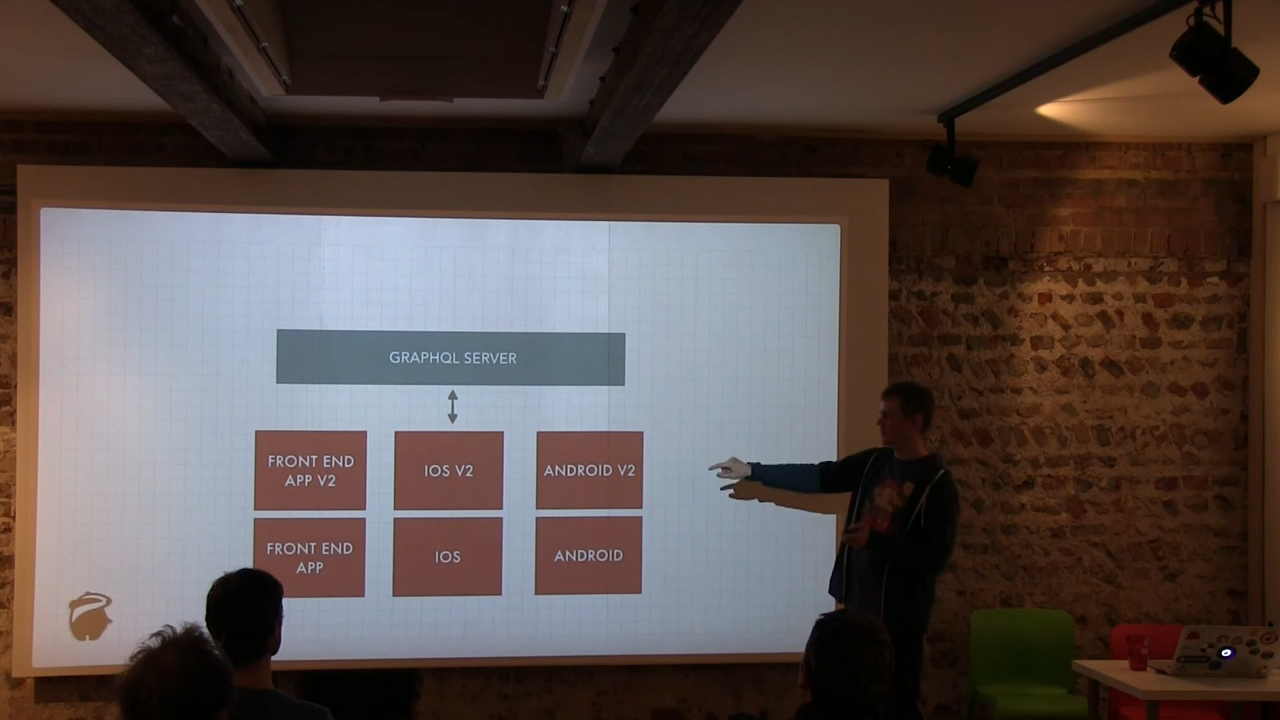 GRAPHQL SERVER
FRONT END
APP V2
IOS V2
ANDROID V2
FRONT END
APP
IOS
ANDROID